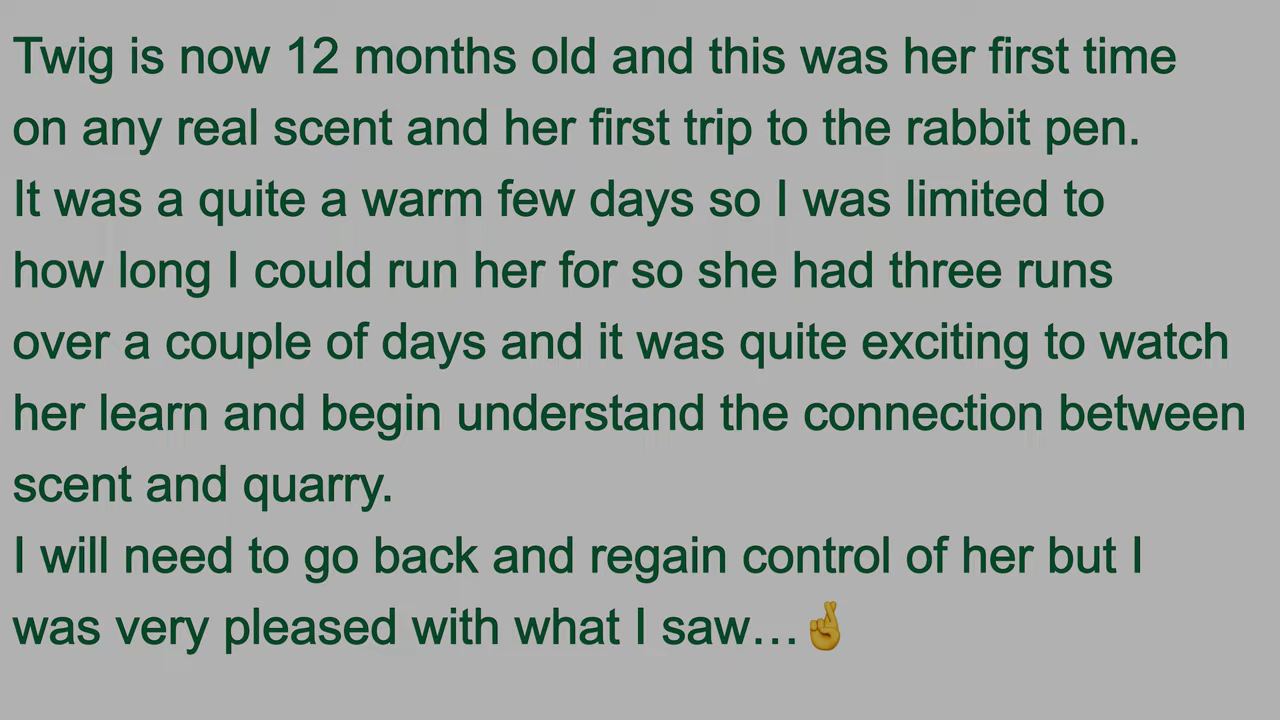 Twig is now 12 months old and this was her first time
on any real scent and her first trip to the rabbit pen.
It was a quite a warm few days so I was limited to
how long I could run her for so she had three runs
over a couple of days and it was quite exciting to watch
her learn and begin understand the connection between
scent and quarry.
I will need to go back and regain control of her but I
was very pleased with what I saw…🤞